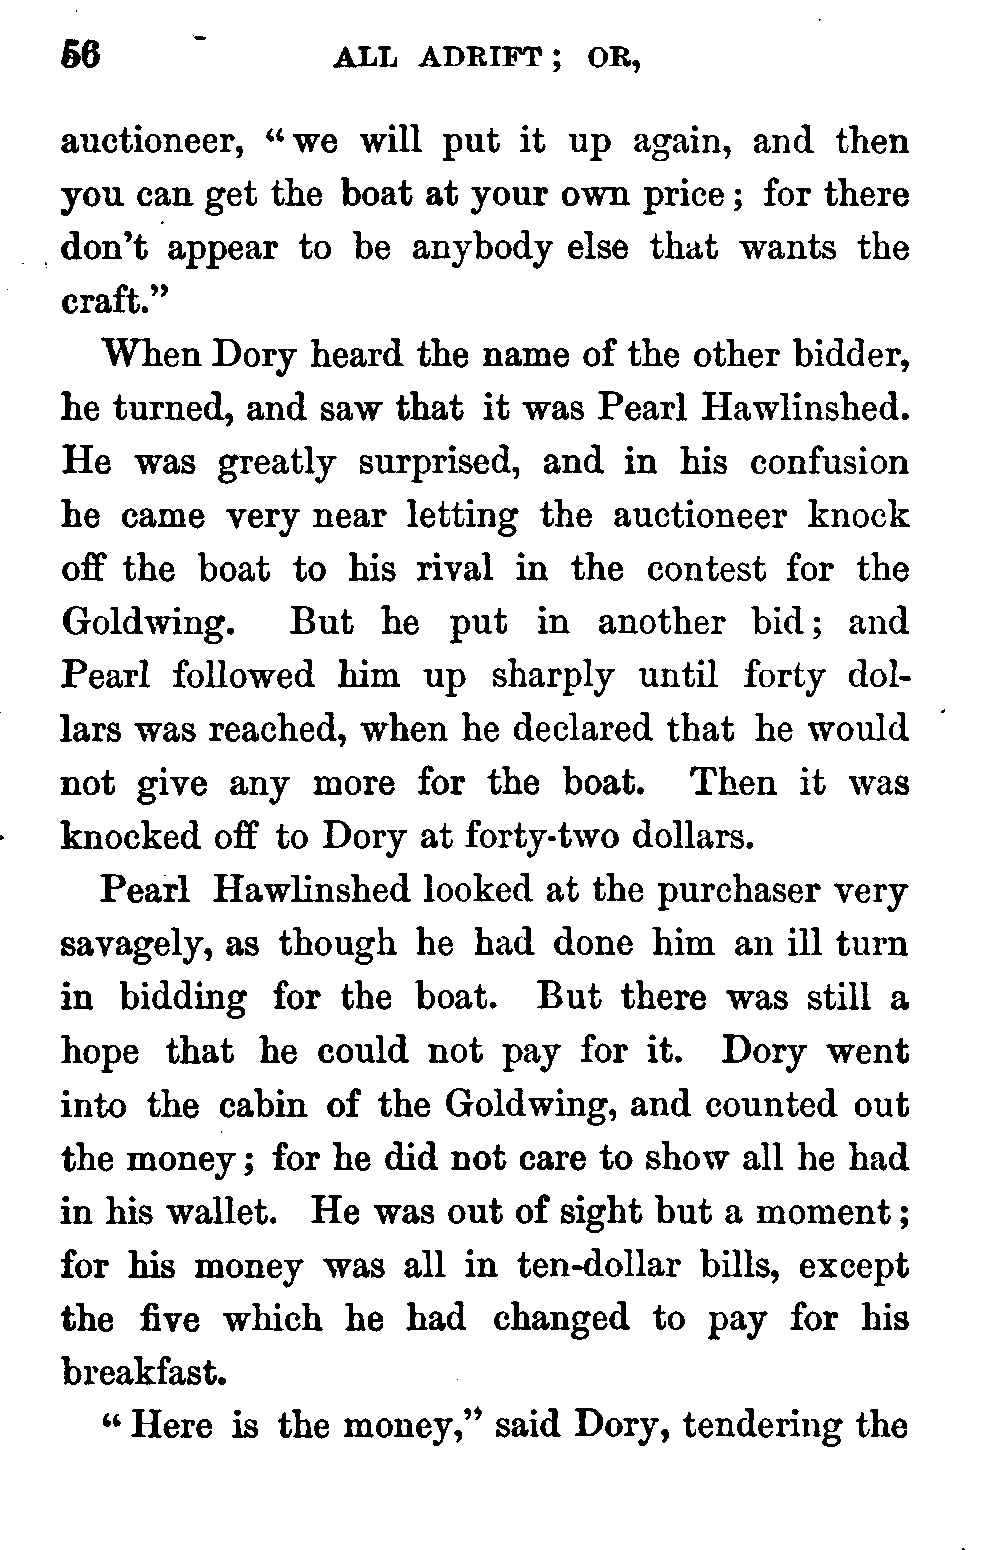 56 ALL ADRIFT; OR,
auctioneer, "we will put it up again, and then
you can get the boat at your own price; for there
don't appear to be anybody else that wants the
craft."
When Dory heard the name of the other bidder,
he turned, and saw that it was Pearl Hawlinshed.
He was greatly surprised, and in his confusion
he came very near letting the auctioneer knock
off the boat to his rival in the contest for the
Goldwing. But he put in another bid; and
Pearl followed him up sharply until forty dol-
lars was reached, when he declared that he would
not give any more for the boat. Then it was
knocked off to Dory at forty-two dollars.
Pearl Hawlinshed looked at the purchaser very
savagely, as though he had done him an ill turn
in bidding for the boat. But there was still a
hope that he could not pay for it. Dory went
into the cabin of the Goldwing, and counted out
the money; for he did not care to show all he had
in his wallet. He was out of sight but a moment;
for his money was all in ten-dollar bills, except
the five which he had changed to pay for his
breakfast.
"Here is the money," said Dory, tendering the